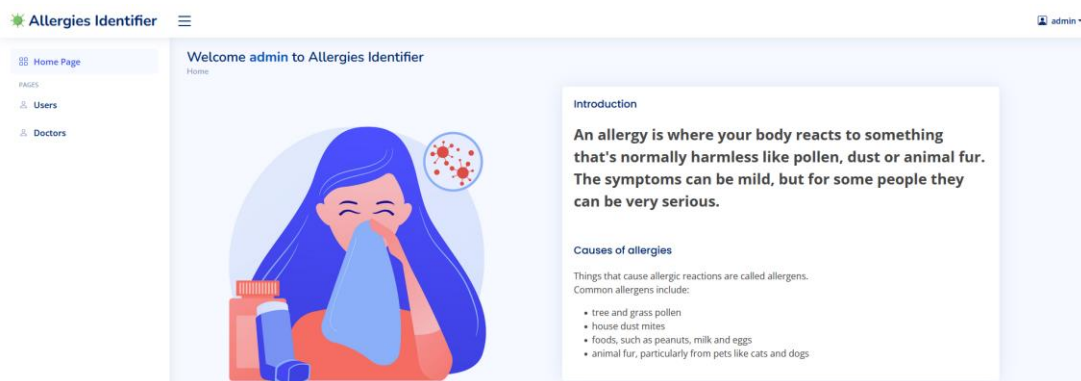 Allergies Identifier
admin
Home Page
PAGES
Users
Doctors
Welcome admin to Allergies Identifier
Home
Introduction
An allergy is where your body reacts to something
that's normally harmless like pollen, dust or animal fur.
The symptoms can be mild, but for some people they
can be very serious.
Causes of allergies
Things that cause allergic reactions are called allergens.
Common allergens include:
• tree and grass pollen
• house dust mites
• foods, such as peanuts, milk and eggs
• animal fur, particularly from pets like cats and dogs